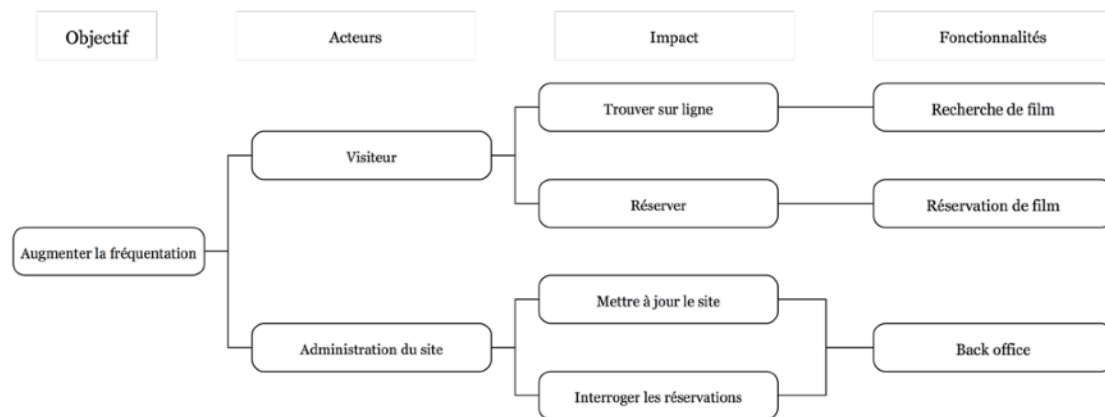 Objectif
Acteurs
Impact
Fonctionnalités
Trouver sur ligne
Recherche de film
Visiteur
Réserver
Réservation de film
Augmenter la fréquentation
Mettre à jour le site
Administration du site
Back office
Interroger les réservations